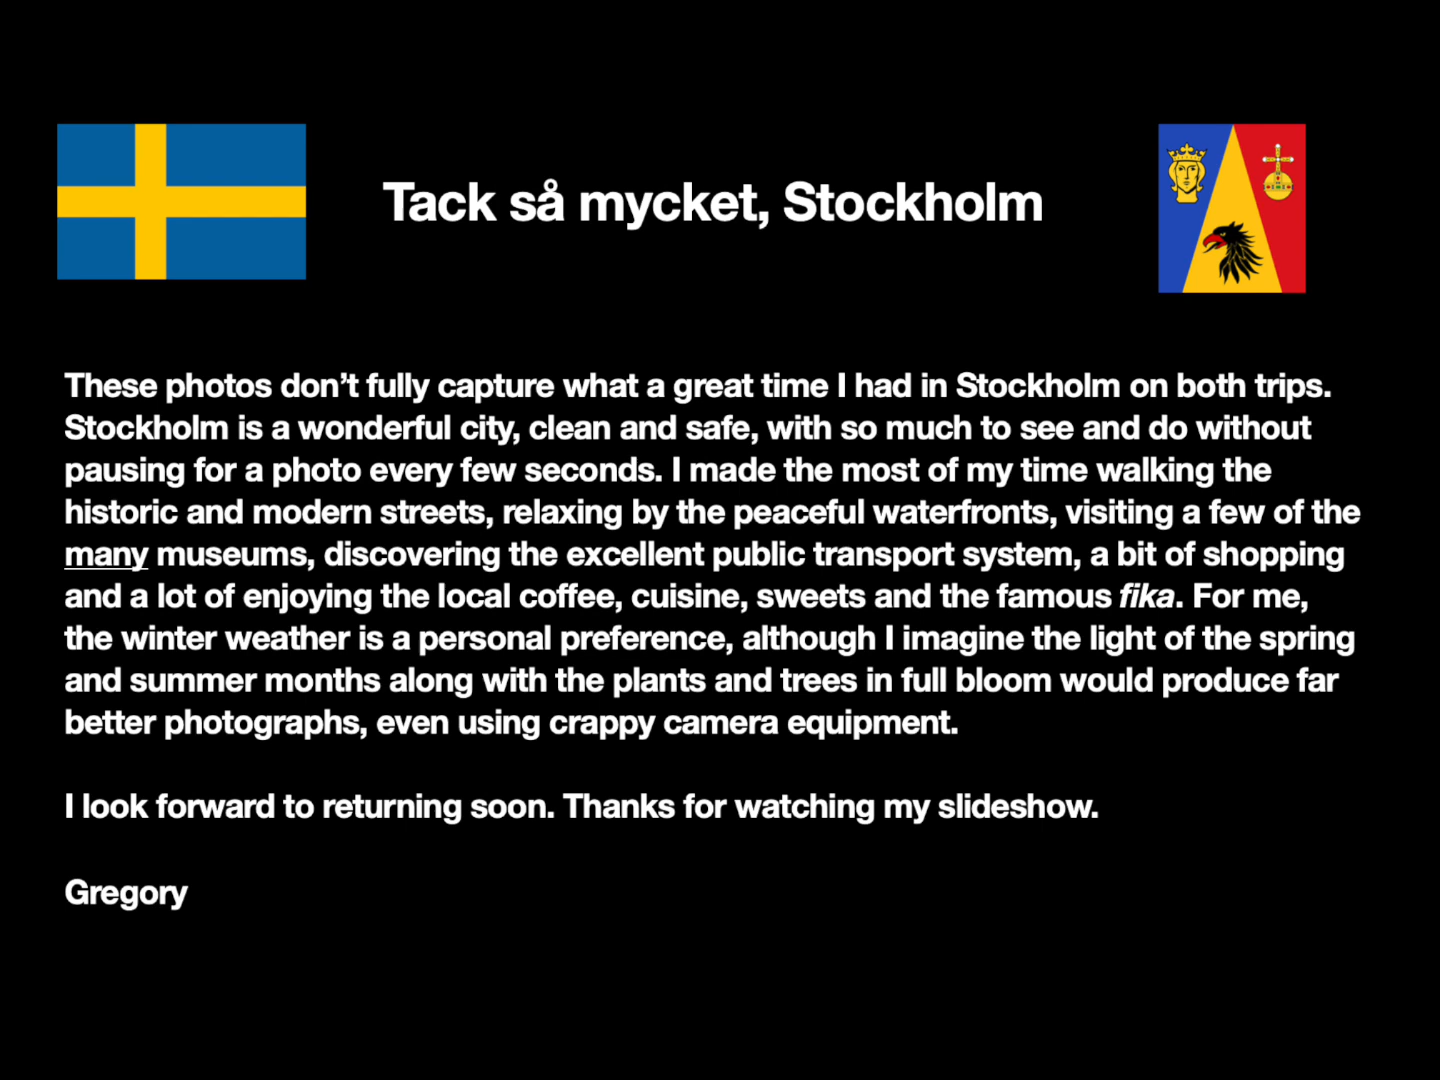 Tack så mycket, Stockholm
These photos don’t fully capture what a great time I had in Stockholm on both trips.
Stockholm is a wonderful city, clean and safe, with so much to see and do without
pausing for a photo every few seconds. I made the most of my time walking the
historic and modern streets, relaxing by the peaceful waterfronts, visiting a few of the
many museums, discovering the excellent public transport system, a bit of shopping
and a lot of enjoying the local coffee, cuisine, sweets and the famous fika. For me,
the winter weather is a personal preference, although I imagine the light of the spring
and summer months along with the plants and trees in full bloom would produce far
better photographs, even using crappy camera equipment.
I look forward to returning soon. Thanks for watching my slideshow.
Gregory